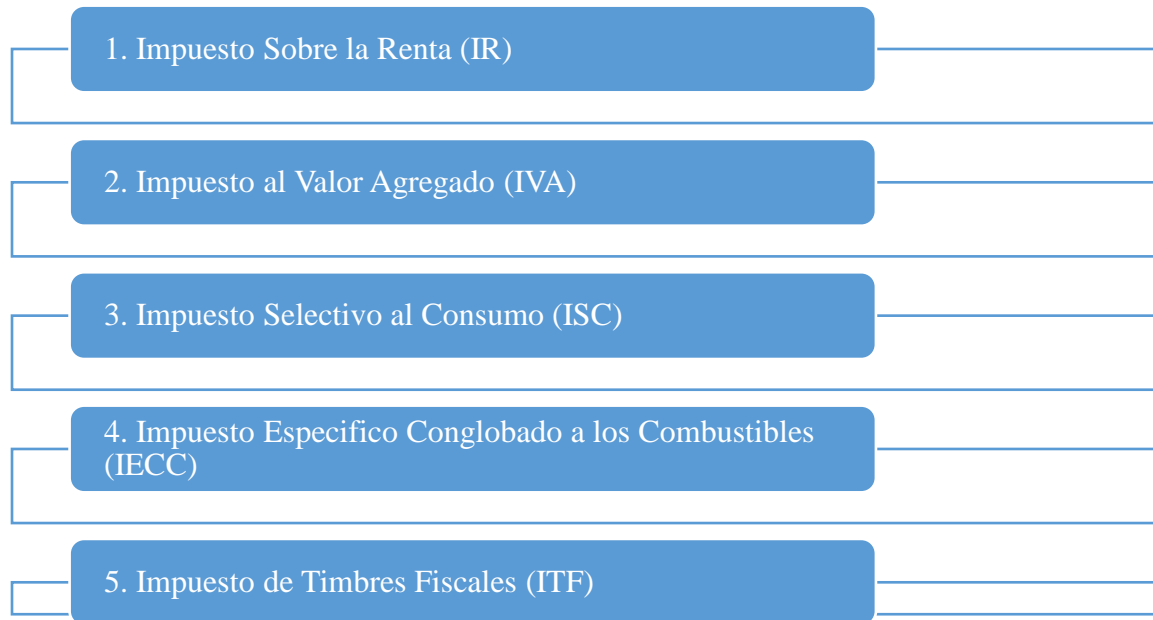 1. Impuesto Sobre la Renta (IR)
2. Impuesto al Valor Agregado (IVA)
3. Impuesto Selectivo al Consumo (ISC)
4. Impuesto Especifico Conglobado a los Combustibles
(IECC)
5. Impuesto de Timbres Fiscales (ITF)